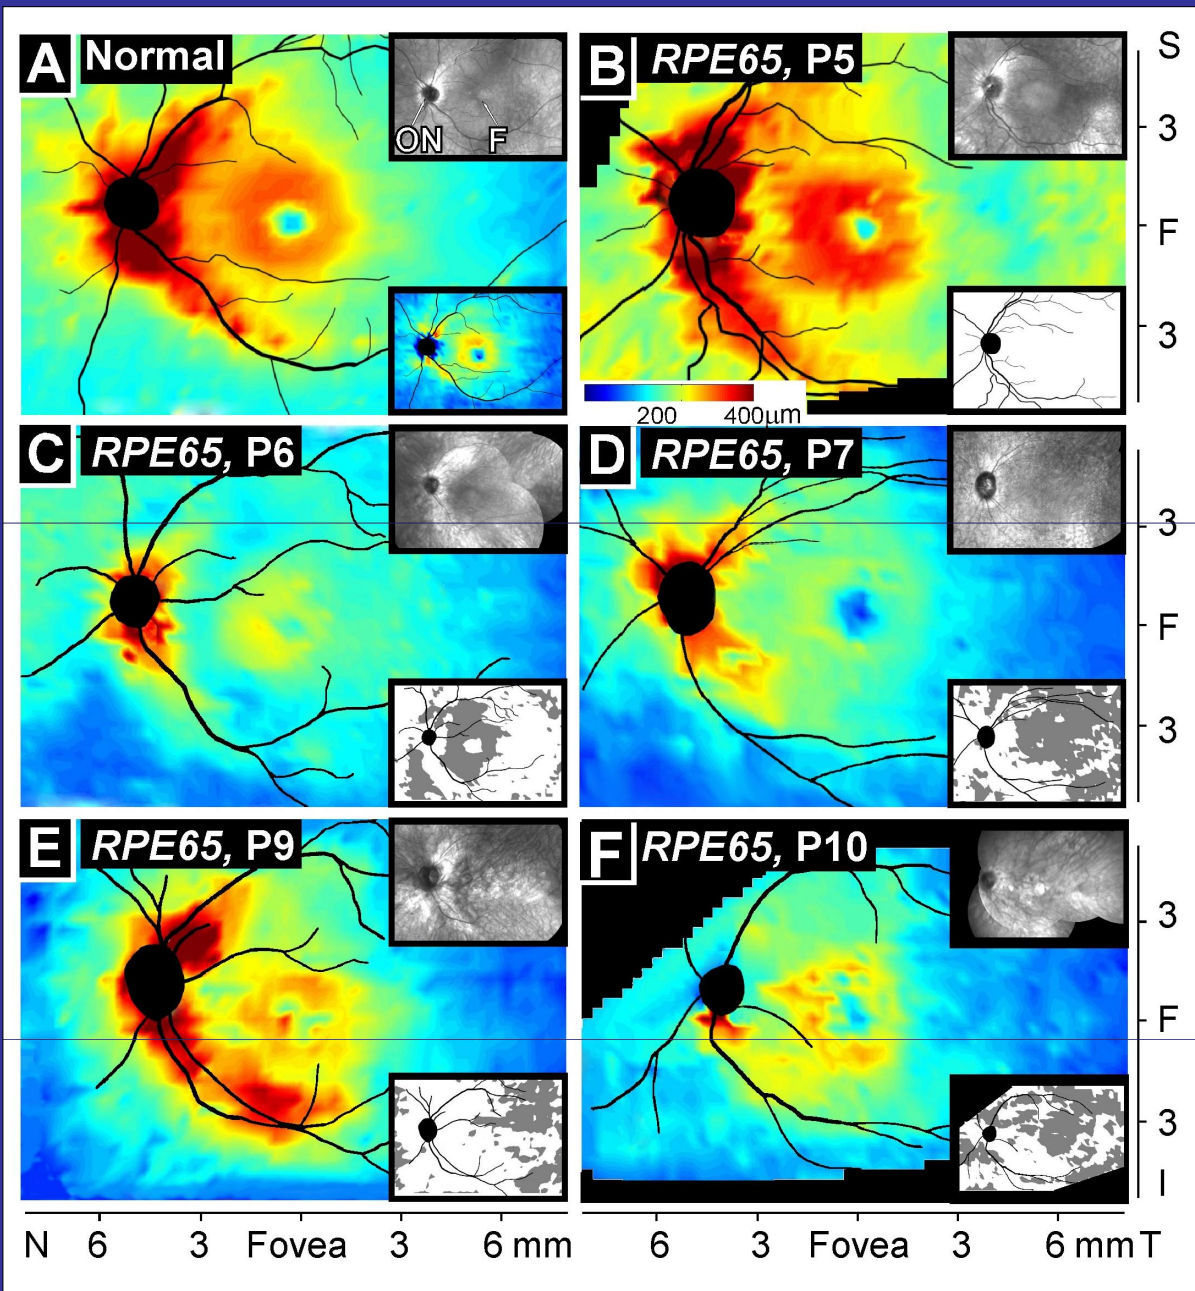 A Normal
ON F
B RPE65, P5
S
3
F
3
200 400µm
C RPE65, P6
D RPE65, P7
3
F
3
E RPE65, P9
F RPE65, P10
3
F
3
I
N 6 3 Fovea 3 6 mm
6 3 Fovea 3 6 mm T